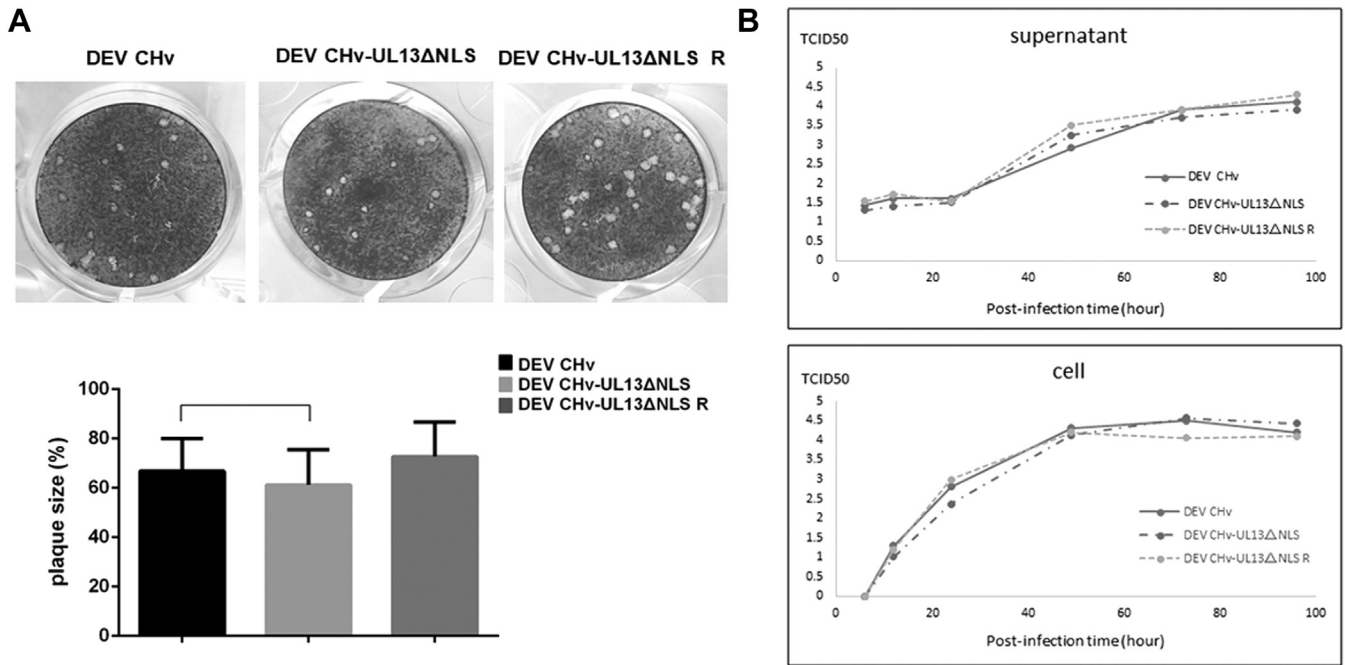 A
DEV CHv
DEV CHv-UL13ΔNLS
DEV CHv-UL13ΔNLS R
plaque size (%)
100
80
60
40
20
0
DEV CHv
DEV CHv-UL13ΔNLS
DEV CHv-UL13ΔNLS R
B
supernatant
TCID50
5
4.5
4
3.5
3
2.5
2
1.5
1
0.5
0
0 20 40 60 80 100
Post-infection time(hour)
DEV CHv
DEV CHv-UL13△NLS
DEV CHv-UL13△NLS R
cell
TCID50
5
4.5
4
3.5
3
2.5
2
1.5
1
0.5
0
0 20 40 60 80 100
Post-infection time(hour)
DEV CHv
DEV CHv-UL13△NLS
DEV CHv-UL13△NLS R